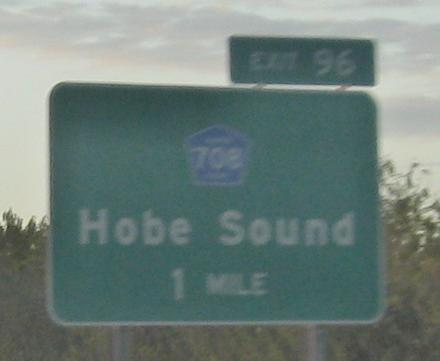 EXIT 96
708
Hobe Sound
1 MILE